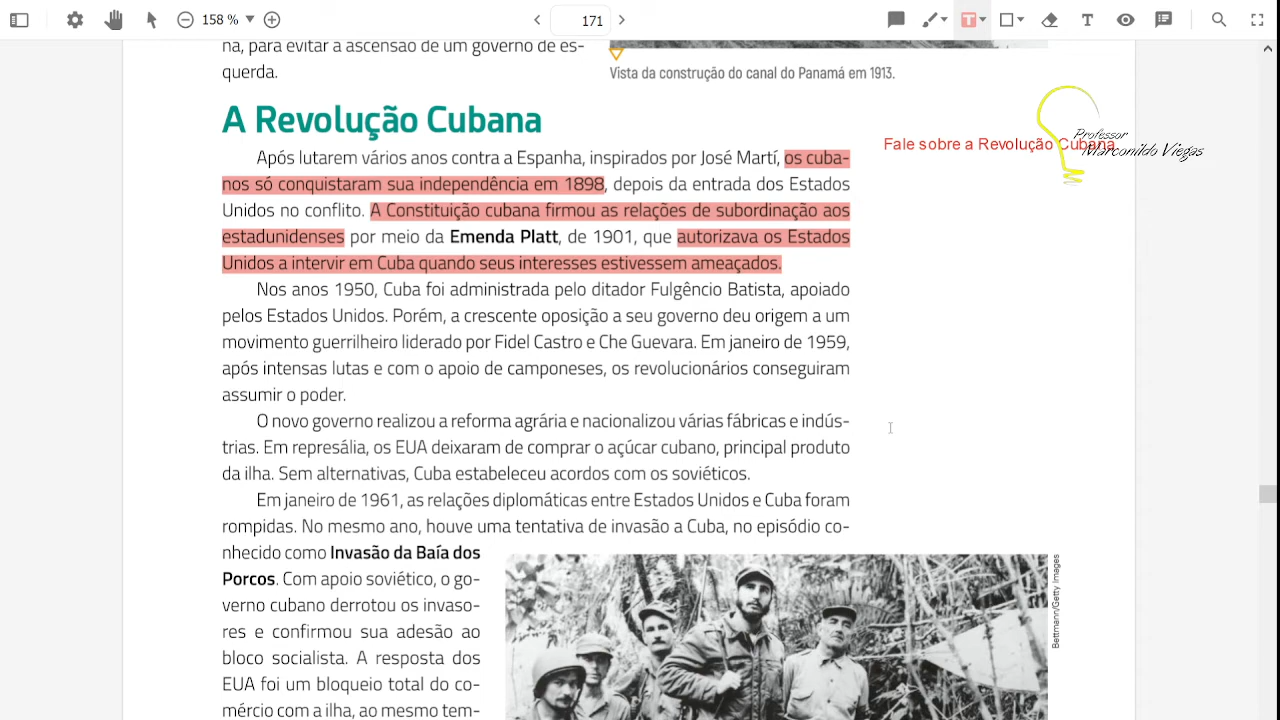 158 %
171
na, para evitar a ascensão de um governo de es-
querda.
Vista da construção do canal do Panamá em 1913.
A Revolução Cubana
Fale sobre a Revolução Cubana
Professor
Marconildo Viegas
Após lutarem vários anos contra a Espanha, inspirados por José Martí, os cuba-
nos só conquistaram sua independência em 1898, depois da entrada dos Estados
Unidos no conflito. A Constituição cubana firmou as relações de subordinação aos
estadunidenses por meio da Emenda Platt, de 1901, que autorizava os Estados
Unidos a intervir em Cuba quando seus interesses estivessem ameaçados.
Nos anos 1950, Cuba foi administrada pelo ditador Fulgêncio Batista, apoiado
pelos Estados Unidos. Porém, a crescente oposição a seu governo deu origem a um
movimento guerrilheiro liderado por Fidel Castro e Che Guevara. Em janeiro de 1959,
após intensas lutas e com o apoio de camponeses, os revolucionários conseguiram
assumir o poder.
O novo governo realizou a reforma agrária e nacionalizou várias fábricas e indús-
trias. Em represália, os EUA deixaram de comprar o açúcar cubano, principal produto
da ilha. Sem alternativas, Cuba estabeleceu acordos com os soviéticos.
Em janeiro de 1961, as relações diplomáticas entre Estados Unidos e Cuba foram
rompidas. No mesmo ano, houve uma tentativa de invasão a Cuba, no episódio co-
nhecido como Invasão da Baía dos
Porcos. Com apoio soviético, o go-
verno cubano derrotou os invaso-
res e confirmou sua adesão ao
bloco socialista. A resposta dos
EUA foi um bloqueio total do co-
mércio com a ilha, ao mesmo tem-
Bettmann/Getty Images